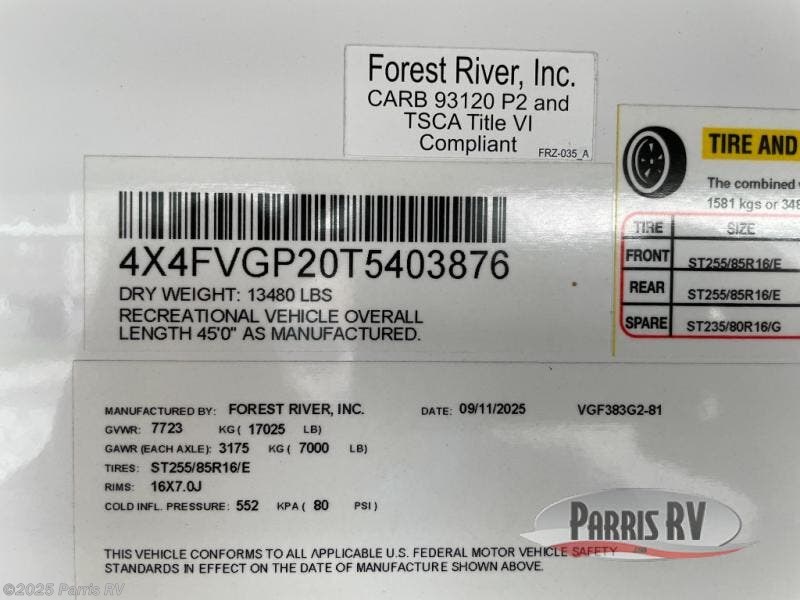 Forest River, Inc.
CARB 93120 P2 and
TSCA Title VI
Compliant
FRZ-035_A
TIRE AND
The combined
1581 kgs or 348
TIRE SIZE
FRONT ST255/85R16/E
REAR ST255/85R16/E
SPARE ST235/80R16/G
4X4FVGP20T5403876
DRY WEIGHT: 13480 LBS
RECREATIONAL VEHICLE OVERALL
LENGTH 45'0" AS MANUFACTURED.
MANUFACTURED BY: FOREST RIVER, INC. DATE: 09/11/2025 VGF383G2-81
GVWR: 7723 KG ( 17025 LB)
GAWR (EACH AXLE): 3175 KG ( 7000 LB)
TIRES: ST255/85R16/E
RIMS: 16X7.0J
COLD INFL. PRESSURE: 552 KPA ( 80 PSI)
THIS VEHICLE CONFORMS TO ALL APPLICABLE U.S. FEDERAL MOTOR VEHICLE SAFETY
STANDARDS IN EFFECT ON THE DATE OF MANUFACTURE SHOWN ABOVE.
PARRIS RV
.com
©2025 Parris RV